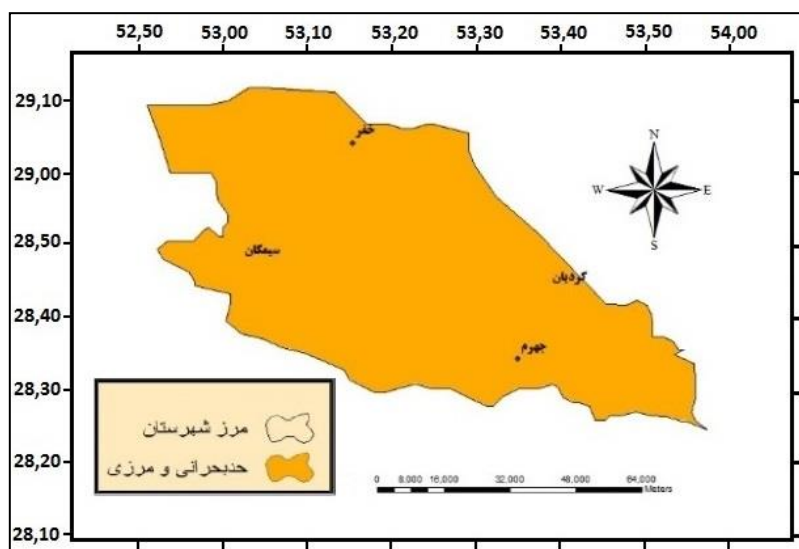 52,50 53,00 53,10 53,20 53,30 53,40 53,50 54,00
29,10
29,00
28,50
28,40
28,30
28,20
28,10
خفر
سیمکان
کردیان
جهرم
N
W E
S
مرز شهرستان
حدبحرانی و مرزی
0 8,000 16,000 32,000 48,000 64,000
Meters